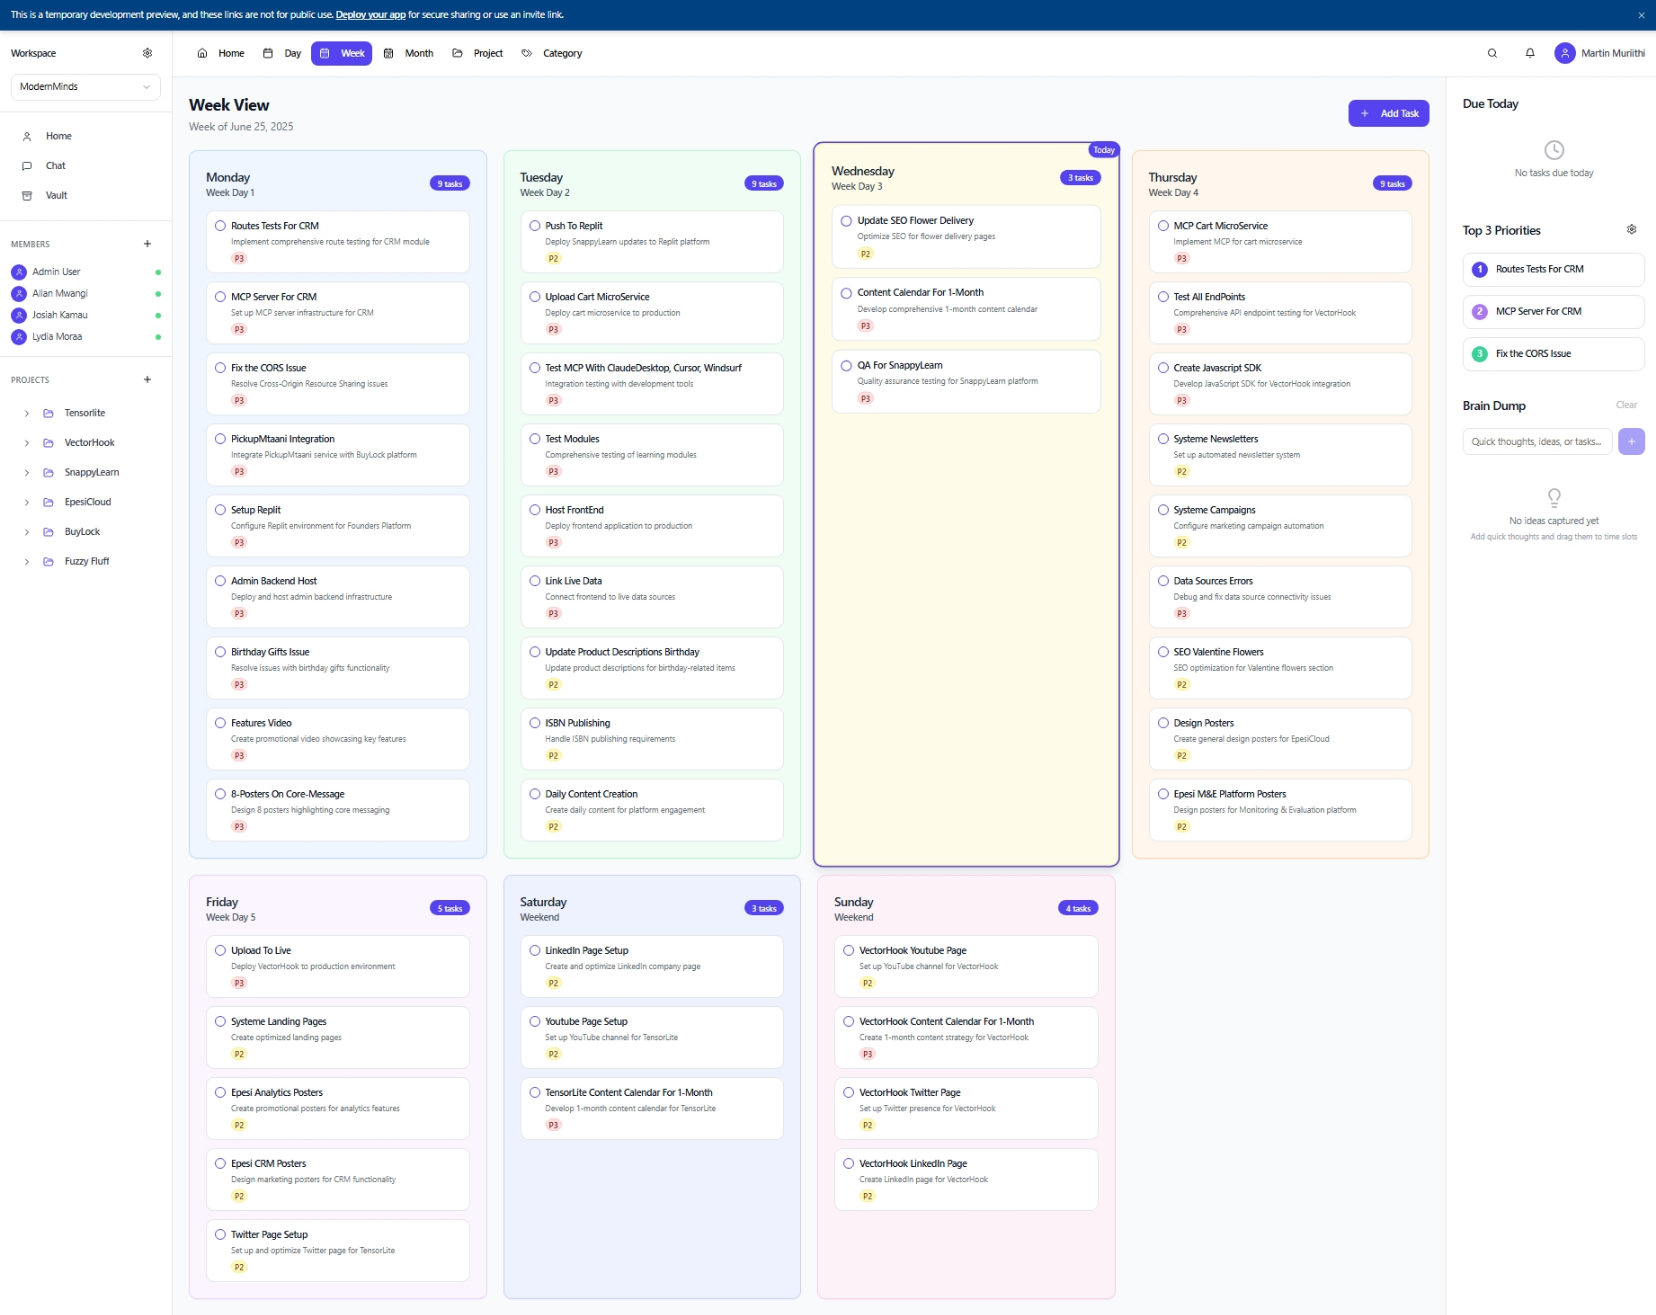 This is a temporary development preview, and these links are not for public use. Deploy your app for secure sharing or use an invite link.
Workspace
ModernMinds
Home
Chat
Vault
MEMBERS
Admin User
Allan Mwangi
Josiah Kamau
Lydia Moraa
PROJECTS
Tensorlite
VectorHook
SnappyLearn
EpesiCloud
BuyLock
Fuzzy Fluff
Home
Day
Week
Month
Project
Category
Martin Muriithi
Week View
Week of June 25, 2025
Add Task
Monday
Week Day 1
9 tasks
Routes Tests For CRM
Implement comprehensive route testing for CRM module
P3
MCP Server For CRM
Set up MCP server infrastructure for CRM
P3
Fix the CORS Issue
Resolve Cross-Origin Resource Sharing issues
P3
PickupMtaani Integration
Integrate PickupMtaani service with BuyLock platform
P3
Setup Replit
Configure Replit environment for Founders Platform
P3
Admin Backend Host
Deploy and host admin backend infrastructure
P3
Birthday Gifts Issue
Resolve issues with birthday gifts functionality
P3
Features Video
Create promotional video showcasing key features
P3
8-Posters On Core-Message
Design 8 posters highlighting core messaging
P3
Tuesday
Week Day 2
9 tasks
Push To Replit
Deploy SnappyLearn updates to Replit platform
P2
Upload Cart MicroService
Deploy cart microservice to production
P3
Test MCP With ClaudeDesktop, Cursor, Windsurf
Integration testing with development tools
P3
Test Modules
Comprehensive testing of learning modules
P3
Host FrontEnd
Deploy frontend application to production
P3
Link Live Data
Connect frontend to live data sources
P3
Update Product Descriptions Birthday
Update product descriptions for birthday-related items
P2
ISBN Publishing
Handle ISBN publishing requirements
P2
Daily Content Creation
Create daily content for platform engagement
P2
Today
Wednesday
Week Day 3
3 tasks
Update SEO Flower Delivery
Optimize SEO for flower delivery pages
P2
Content Calendar For 1-Month
Develop comprehensive 1-month content calendar
P3
QA For SnappyLearn
Quality assurance testing for SnappyLearn platform
P3
Thursday
Week Day 4
9 tasks
MCP Cart MicroService
Implement MCP for cart microservice
P3
Test All EndPoints
Comprehensive API endpoint testing for VectorHook
P3
Create Javascript SDK
Develop JavaScript SDK for VectorHook integration
P3
Systeme Newsletters
Set up automated newsletter system
P2
Systeme Campaigns
Configure marketing campaign automation
P2
Data Sources Errors
Debug and fix data source connectivity issues
P3
SEO Valentine Flowers
SEO optimization for Valentine flowers section
P2
Design Posters
Create general design posters for EpesiCloud
P2
Epesi M&E Platform Posters
Design posters for Monitoring & Evaluation platform
P2
Friday
Week Day 5
5 tasks
Upload To Live
Deploy VectorHook to production environment
P3
Systeme Landing Pages
Create optimized landing pages
P2
Epesi Analytics Posters
Create promotional posters for analytics features
P2
Epesi CRM Posters
Design marketing posters for CRM functionality
P2
Twitter Page Setup
Set up and optimize Twitter page for TensorLite
P2
Saturday
Weekend
3 tasks
LinkedIn Page Setup
Create and optimize LinkedIn company page
P2
Youtube Page Setup
Set up YouTube channel for TensorLite
P2
TensorLite Content Calendar For 1-Month
Develop 1-month content calendar for TensorLite
P3
Sunday
Weekend
4 tasks
VectorHook Youtube Page
Set up YouTube channel for VectorHook
P2
VectorHook Content Calendar For 1-Month
Create 1-month content strategy for VectorHook
P3
VectorHook Twitter Page
Set up Twitter presence for VectorHook
P2
VectorHook LinkedIn Page
Create LinkedIn page for VectorHook
P2
Due Today
No tasks due today
Top 3 Priorities
1 Routes Tests For CRM
2 MCP Server For CRM
3 Fix the CORS Issue
Brain Dump
Clear
Quick thoughts, ideas, or tasks...
No ideas captured yet
Add quick thoughts and drag them to time slots